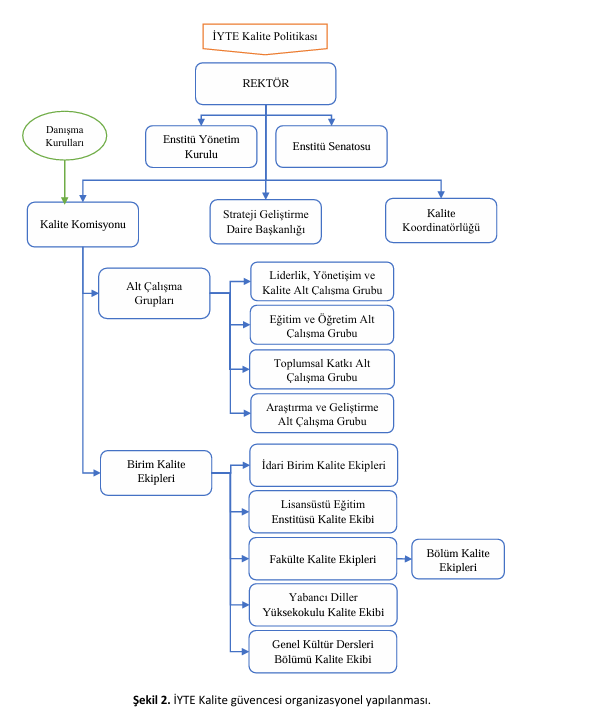 İYTE Kalite Politikası
REKTÖR
Danışma
Kurulları
Enstitü Yönetim
Kurulu
Enstitü Senatosu
Kalite Komisyonu
Strateji Geliştirme
Daire Başkanlığı
Kalite
Koordinatörlüğü
Alt Çalışma
Grupları
Liderlik, Yönetişim ve
Kalite Alt Çalışma Grubu
Eğitim ve Öğretim Alt
Çalışma Grubu
Toplumsal Katkı Alt
Çalışma Grubu
Araştırma ve Geliştirme
Alt Çalışma Grubu
Birim Kalite
Ekipleri
İdari Birim Kalite Ekipleri
Lisansüstü Eğitim
Enstitüsü Kalite Ekibi
Fakülte Kalite Ekipleri
Bölüm Kalite
Ekipleri
Yabancı Diller
Yüksekokulu Kalite Ekibi
Genel Kültür Dersleri
Bölümü Kalite Ekibi
Şekil 2. İYTE Kalite güvencesi organizasyonel yapılanması.